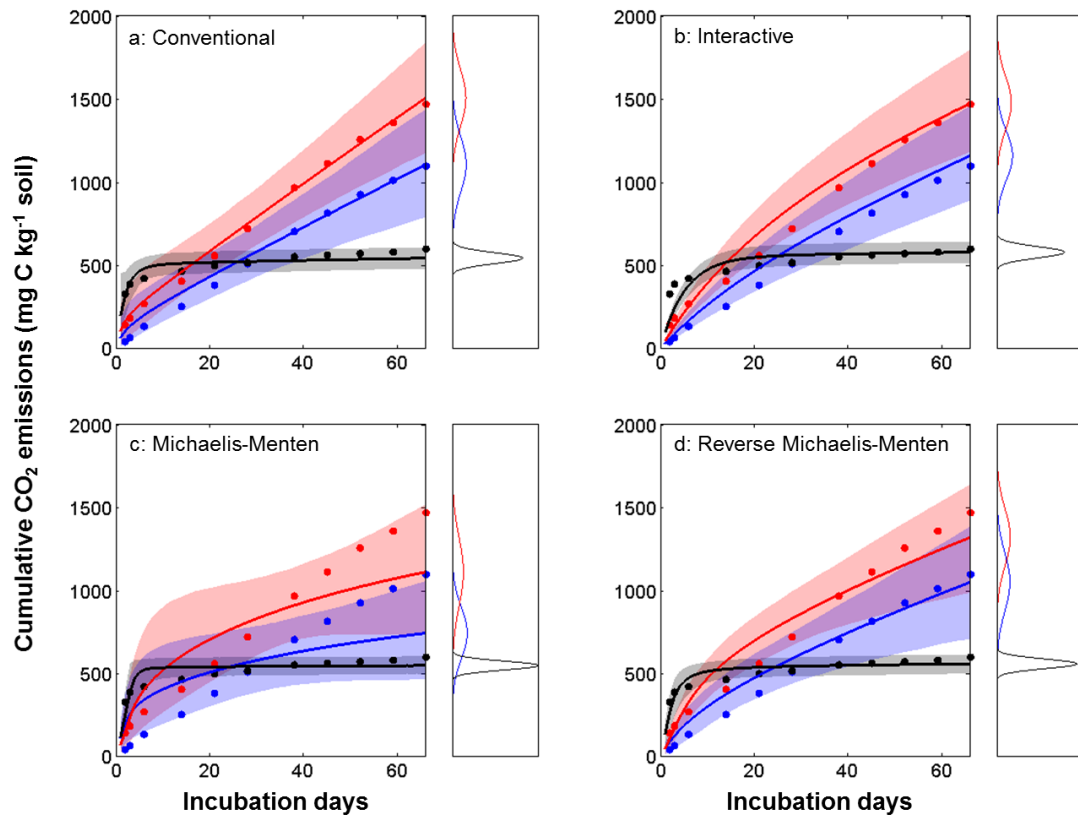 Cumulative CO₂ emissions (mg C kg⁻¹ soil)
a: Conventional
2000
1500
1000
500
0
0 20 40 60
b: Interactive
2000
1500
1000
500
0
0 20 40 60
c: Michaelis-Menten
2000
1500
1000
500
0
0 20 40 60
Incubation days
d: Reverse Michaelis-Menten
2000
1500
1000
500
0
0 20 40 60
Incubation days